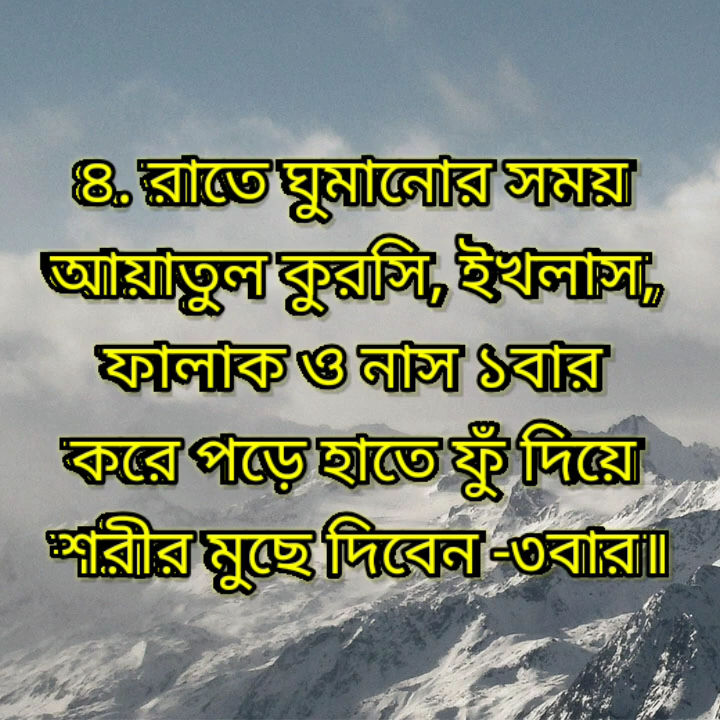 ৪. রাতে ঘুমানোর সময়
আয়াতুল কুরসি, ইখলাস,
ফালাক ও নাস ১বার
করে পড়ে হাতে ফুঁ দিয়ে
শরীর মুছে দিবেন -৩বার॥